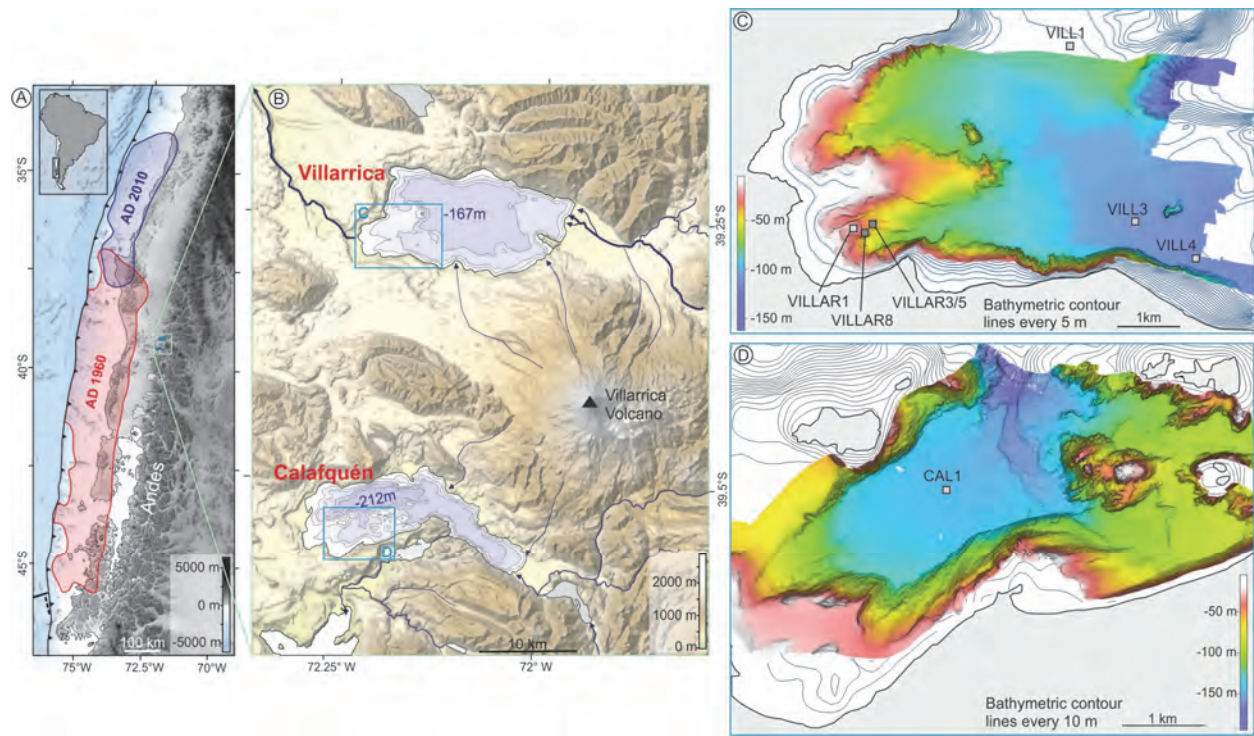 A
35°S
40°S
45°S
AD 2010
AD 1960
Andes
5000 m
0 m
-5000 m
100 km
75°W
72.5°W
70°W
B
Villarrica
-167m
C
Villarrica
Volcano
Calafquén
-212m
D
39.25°S
39.5°S
2000 m
1000 m
0 m
10 km
72.25° W
72° W
C
VILL1
VILL3
VILL4
-50 m
-100 m
-150 m
VILLAR1
VILLAR8
VILLAR3/5
Bathymetric contour
lines every 5 m
1km
D
CAL1
-50 m
-100 m
-150 m
Bathymetric contour
lines every 10 m
1 km